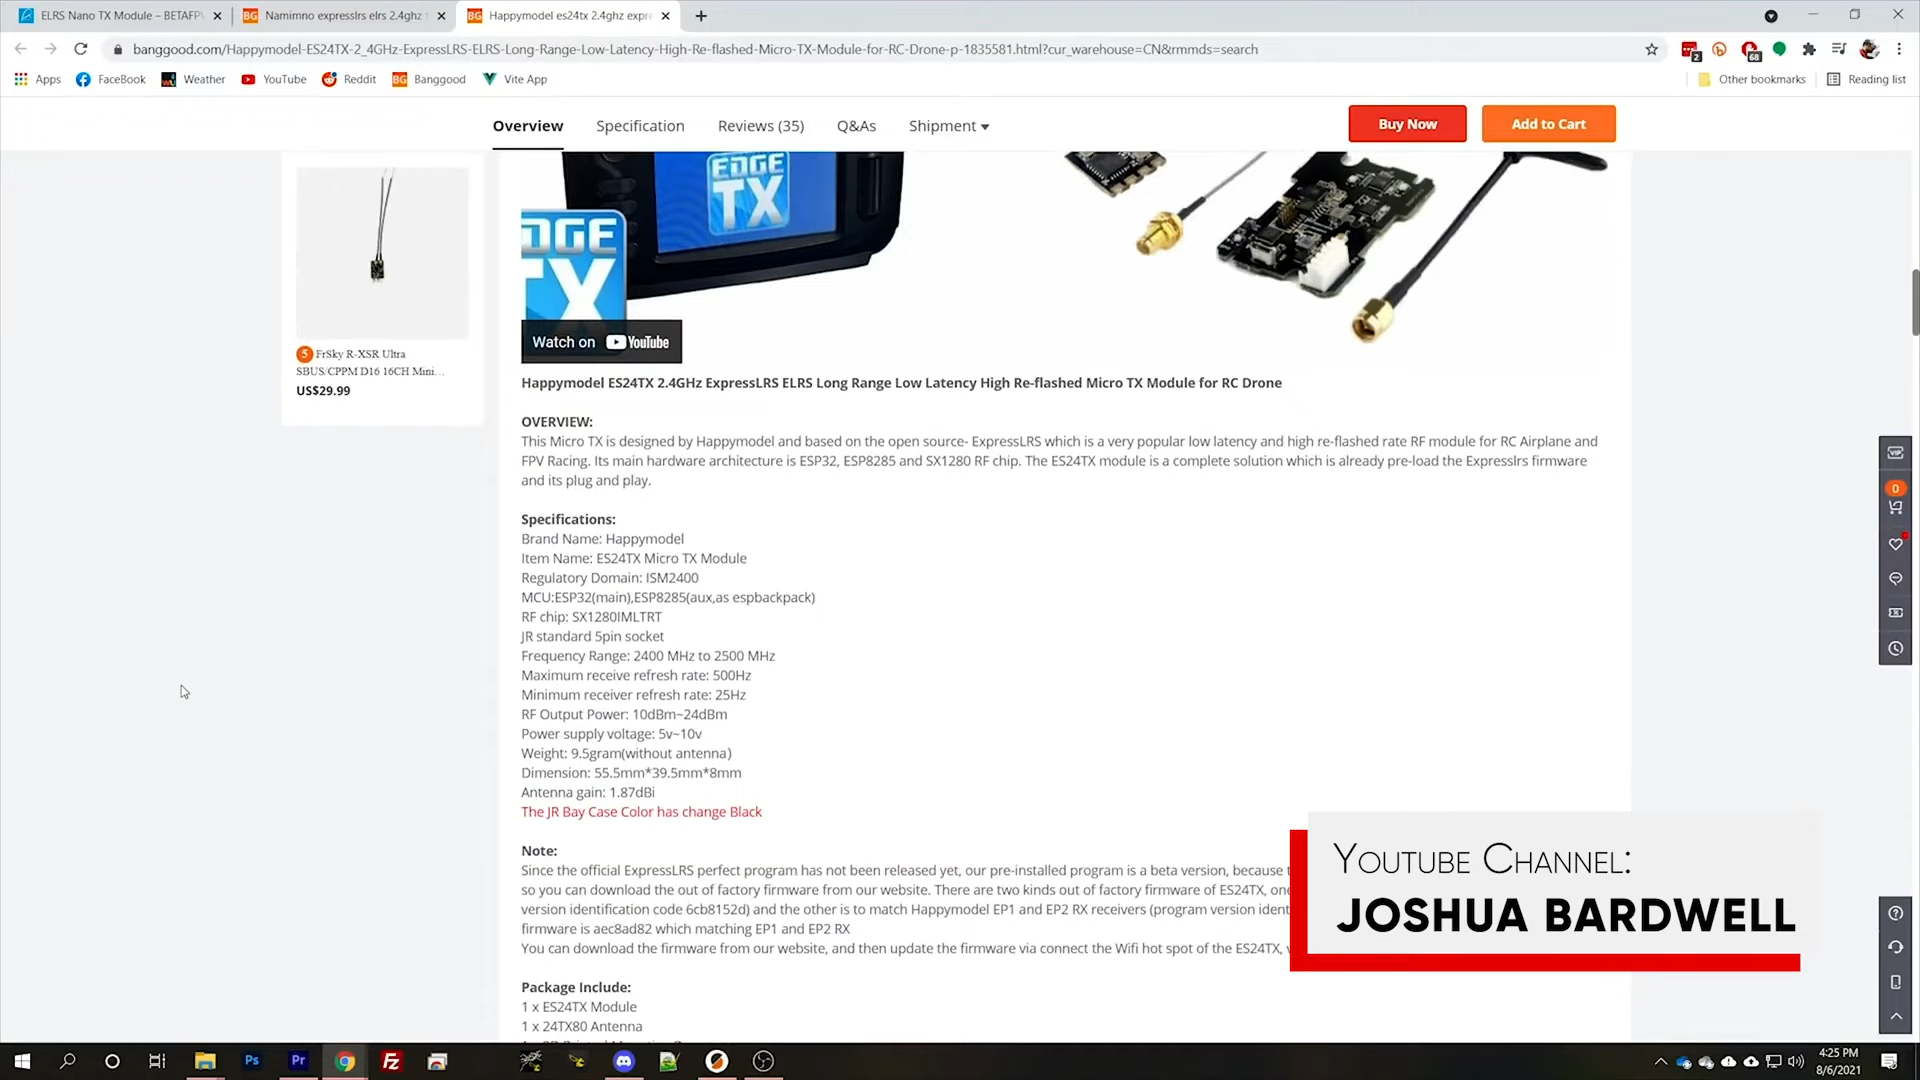 ELRS Nano TX Module – BETAFPV
Namimno expresslrs elrs 2.4ghz
Happymodel es24tx 2.4ghz expr
banggood.com/Happymodel-ES24TX-2_4GHz-ExpressLRS-ELRS-Long-Range-Low-Latency-High-Re-flashed-Micro-TX-Module-for-RC-Drone-p-1835581.html?cur_warehouse=CN&rmmds=search
2
68
Apps
FaceBook
Weather
YouTube
Reddit
BG Banggood
Vite App
Other bookmarks
Reading list
Overview
Specification
Reviews (35)
Q&As
Shipment
Buy Now
Add to Cart
EDGE
TX
DGE
TX
Watch on YouTube
5 FrSky R-XSR Ultra
SBUS/CPPM D16 16CH Mini...
US$29.99
Happymodel ES24TX 2.4GHz ExpressLRS ELRS Long Range Low Latency High Re-flashed Micro TX Module for RC Drone
OVERVIEW:
This Micro TX is designed by Happymodel and based on the open source- ExpressLRS which is a very popular low latency and high re-flashed rate RF module for RC Airplane and
FPV Racing. Its main hardware architecture is ESP32, ESP8285 and SX1280 RF chip. The ES24TX module is a complete solution which is already pre-load the Expresslrs firmware
and its plug and play.
Specifications:
Brand Name: Happymodel
Item Name: ES24TX Micro TX Module
Regulatory Domain: ISM2400
MCU:ESP32(main),ESP8285(aux,as espbackpack)
RF chip: SX1280IMLTRT
JR standard 5pin socket
Frequency Range: 2400 MHz to 2500 MHz
Maximum receive refresh rate: 500Hz
Minimum receiver refresh rate: 25Hz
RF Output Power: 10dBm~24dBm
Power supply voltage: 5v~10v
Weight: 9.5gram(without antenna)
Dimension: 55.5mm*39.5mm*8mm
Antenna gain: 1.87dBi
The JR Bay Case Color has change Black
Note:
Since the official ExpressLRS perfect program has not been released yet, our pre-installed program is a beta version, because
so you can download the out of factory firmware from our website. There are two kinds out of factory firmware of ES24TX, one
version identification code 6cb8152d) and the other is to match Happymodel EP1 and EP2 RX receivers (program version ident
firmware is aec8ad82 which matching EP1 and EP2 RX
You can download the firmware from our website, and then update the firmware via connect the Wifi hot spot of the ES24TX,
Package Include:
1 x ES24TX Module
1 x 24TX80 Antenna
VIP
0
YOUTUBE CHANNEL:
JOSHUA BARDWELL
Ps
Pr
Fz
4:25 PM
8/6/2021